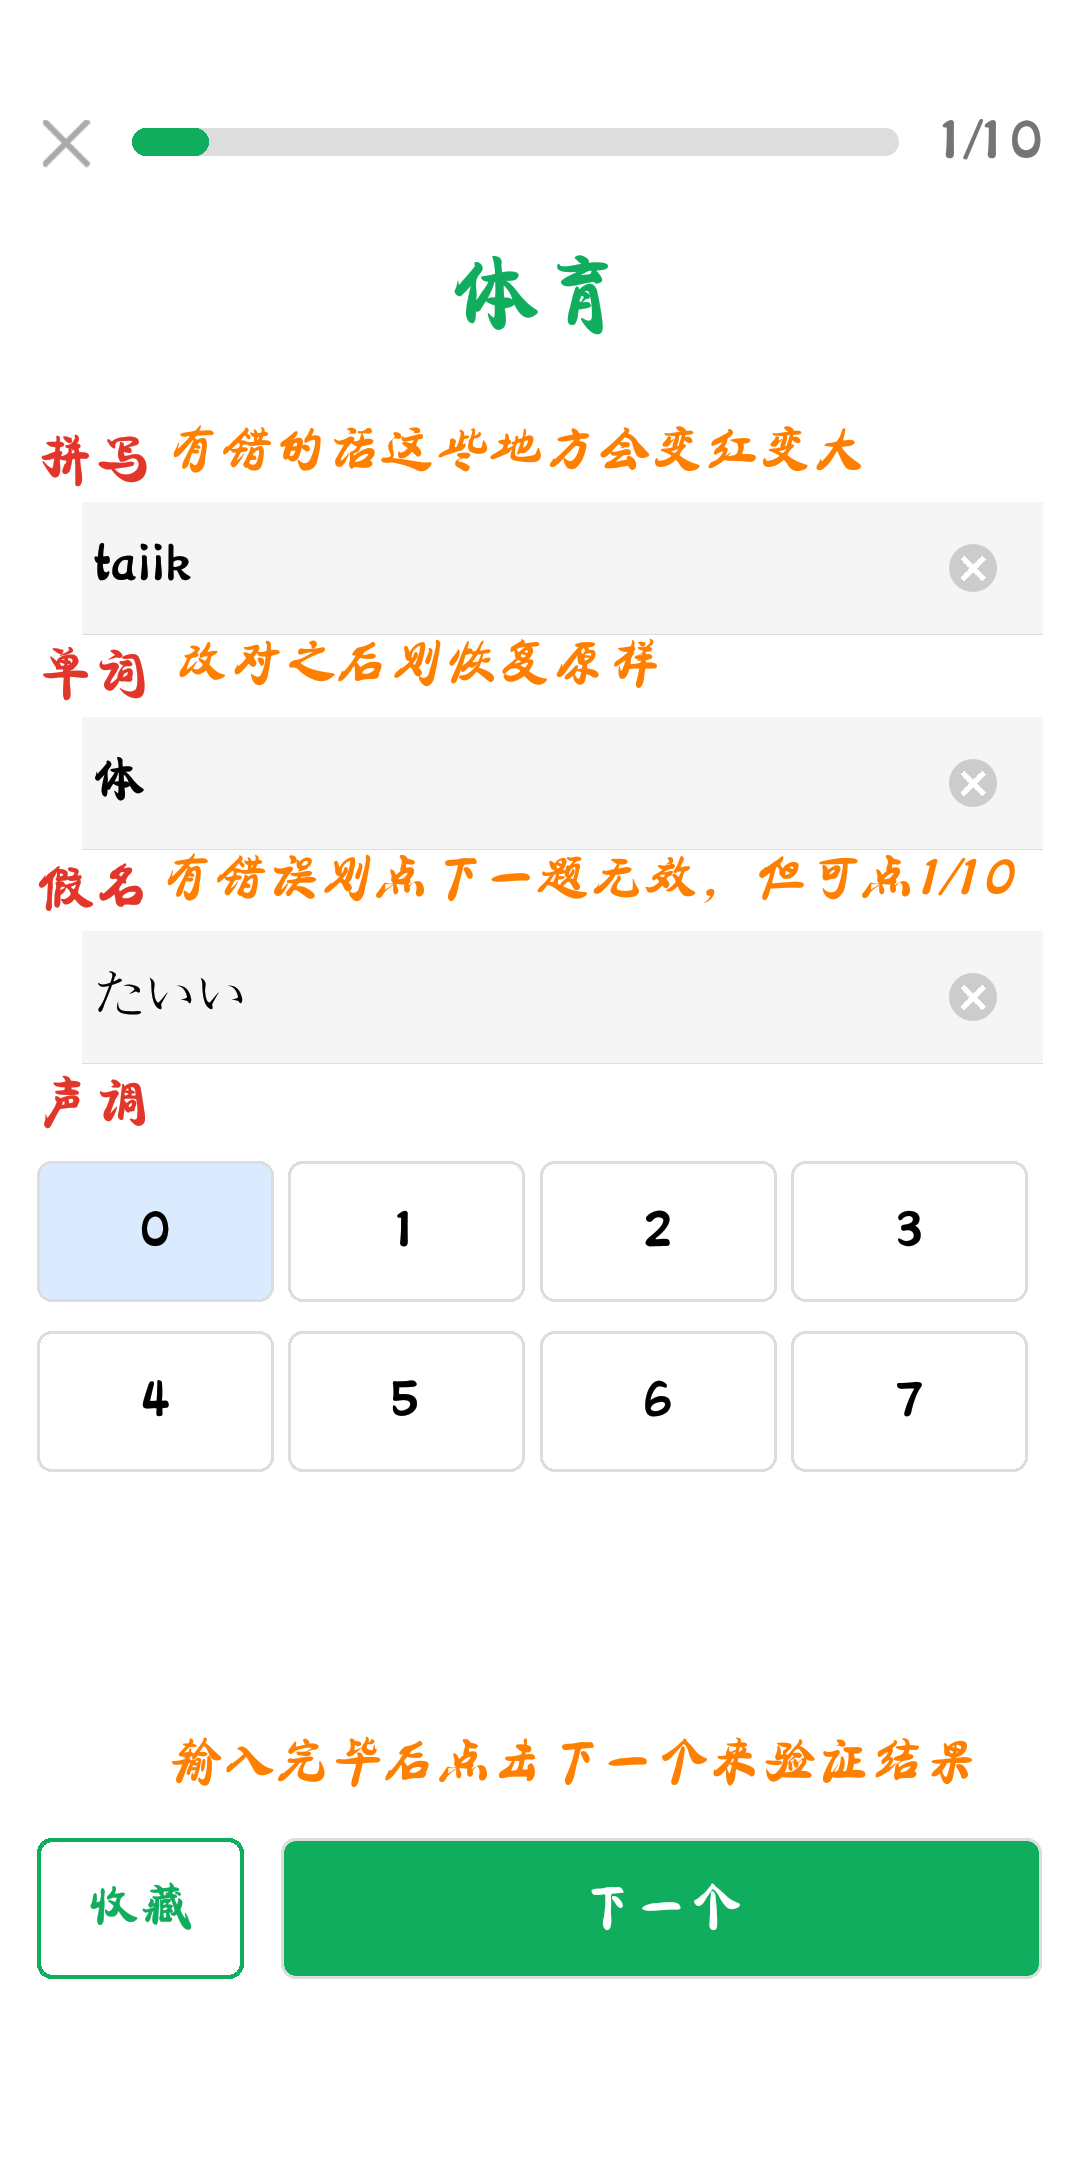 1/10
体育
拼写 有错的话这些地方会变红变大
taiik
单词 改对之后则恢复原样
体
假名 有错误则点下一题无效，但可点1/10
たいい
声调
0 1 2 3
4 5 6 7
输入完毕后点击下一个来验证结果
收藏 下一个